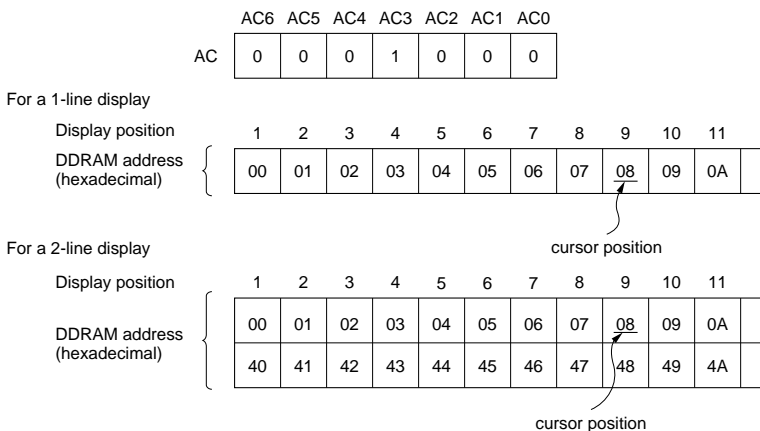 AC6 AC5 AC4 AC3 AC2 AC1 AC0
AC 0 0 0 1 0 0 0
For a 1-line display
Display position 1 2 3 4 5 6 7 8 9 10 11
DDRAM address
(hexadecimal)
00 01 02 03 04 05 06 07 08 09 0A
cursor position
For a 2-line display
Display position 1 2 3 4 5 6 7 8 9 10 11
DDRAM address
(hexadecimal)
00 01 02 03 04 05 06 07 08 09 0A
40 41 42 43 44 45 46 47 48 49 4A
cursor position